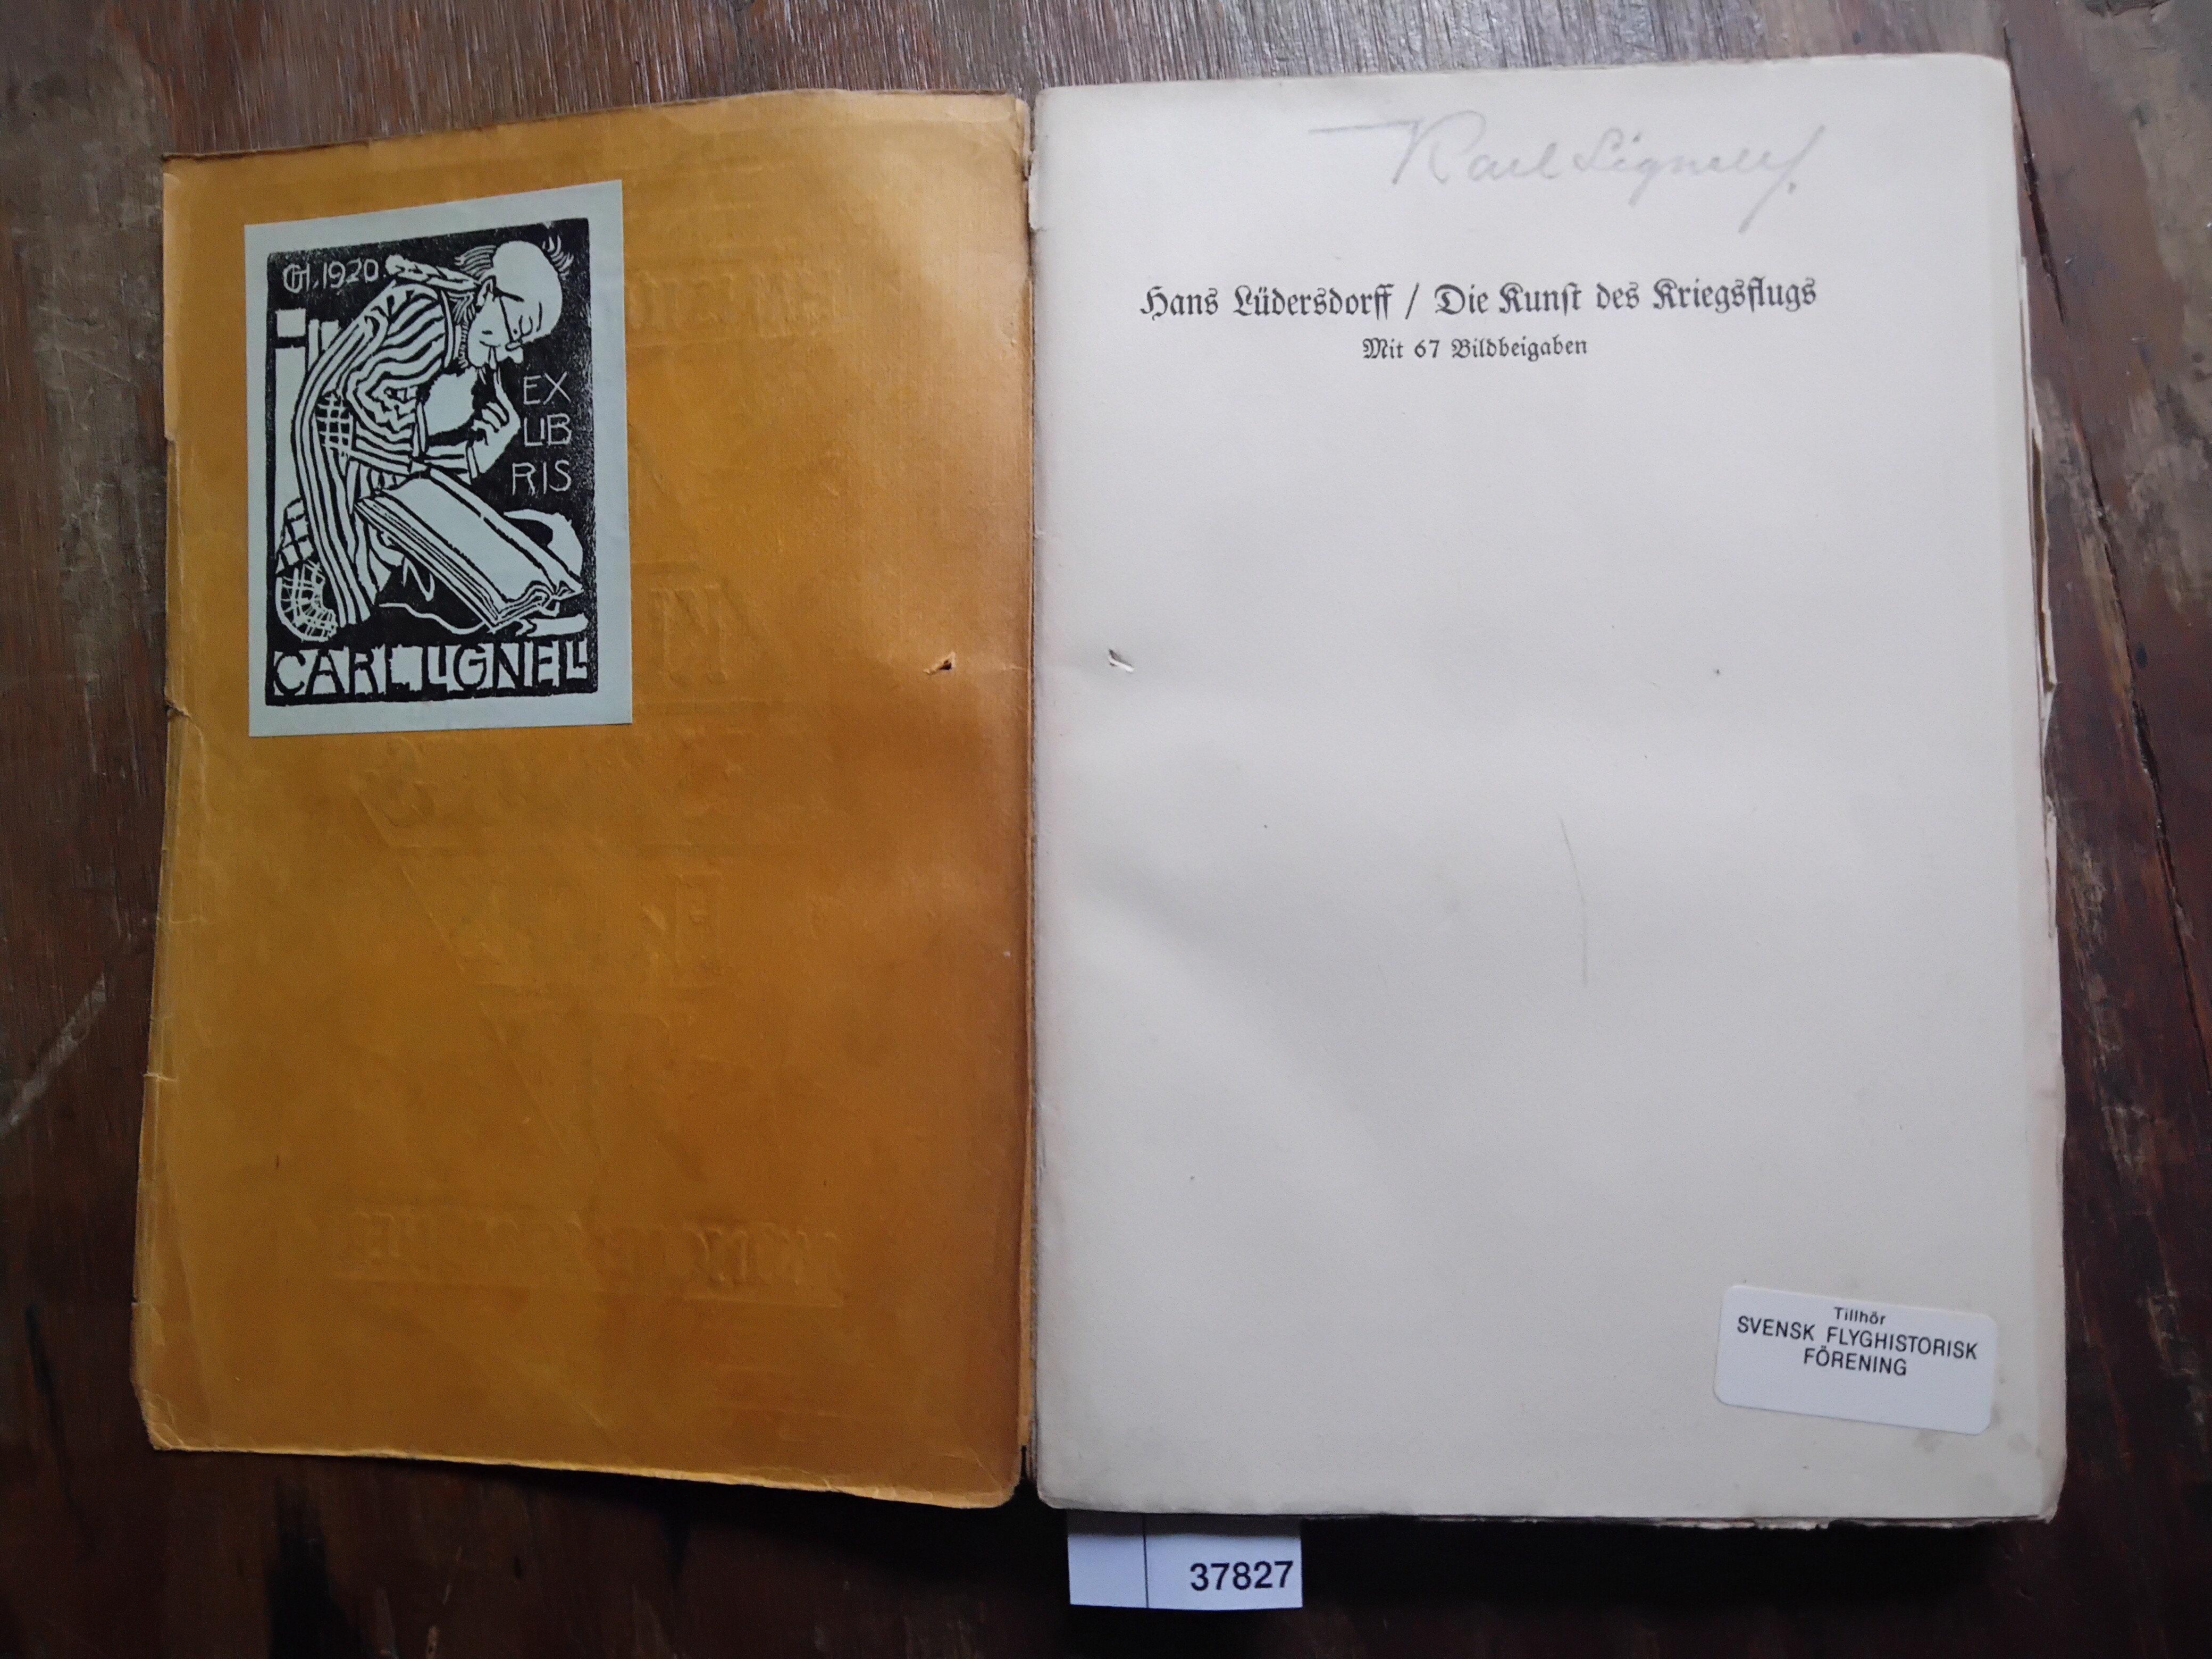 GH. 1920.
EX
LIB
RIS
CARL LIGNELL
Karl Lignell.
Hans Lüdersdorff / Die Kunſt des Kriegsflugs
Mit 67 Bildbeigaben
Tillhör
SVENSK FLYGHISTORISK
FÖRENING
37827